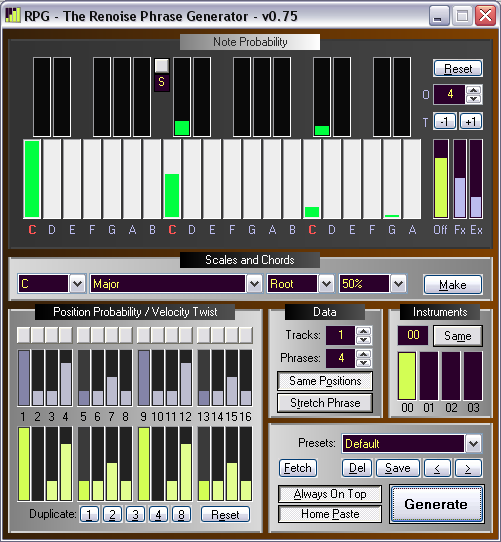 RPG - The Renoise Phrase Generator - v0.75
Note Probability
Reset
S
O 4
T -1 +1
C D E F G A B C D E F G A B C D E F G A Off Fx Ex
Scales and Chords
C Major Root 50% Make
Position Probability / Velocity Twist
1 2 3 4 5 6 7 8 9 10 11 12 13 14 15 16
Duplicate: 1 2 3 4 8 Reset
Data
Tracks: 1
Phrases: 4
Same Positions
Stretch Phrase
Instruments
00 Same
00 01 02 03
Presets: Default
Fetch Del Save < >
Always On Top
Home Paste
Generate